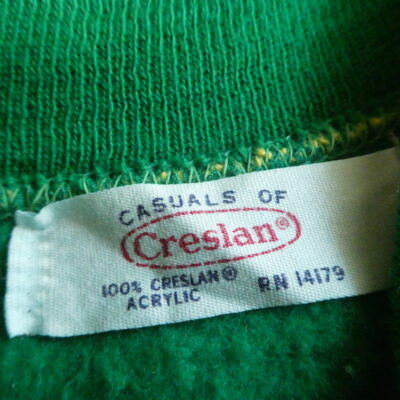 CASUALS OF
Creslan®
100% CRESLAN® RN 14179
ACRYLIC